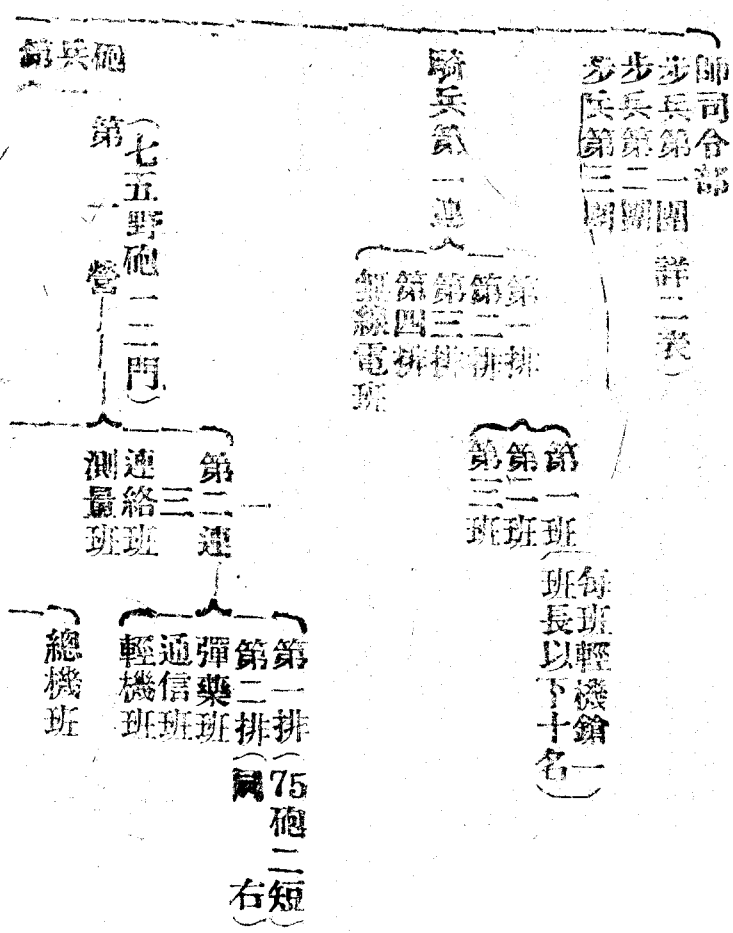 師司令部
步兵第一團(詳二表)
步兵第二團
步兵第三團
騎兵第一連
第一排
第二排
第三排
第四排
無線電班
第一班(每班輕機鎗一
班長以下十名)
第二班
第三班
砲兵第
第一營
(七五野砲一二門)
一
第二連
三
連絡班
測量班
第一排(75砲二短)
第二排(同右)
彈藥班
通信班
輕機班
總機班